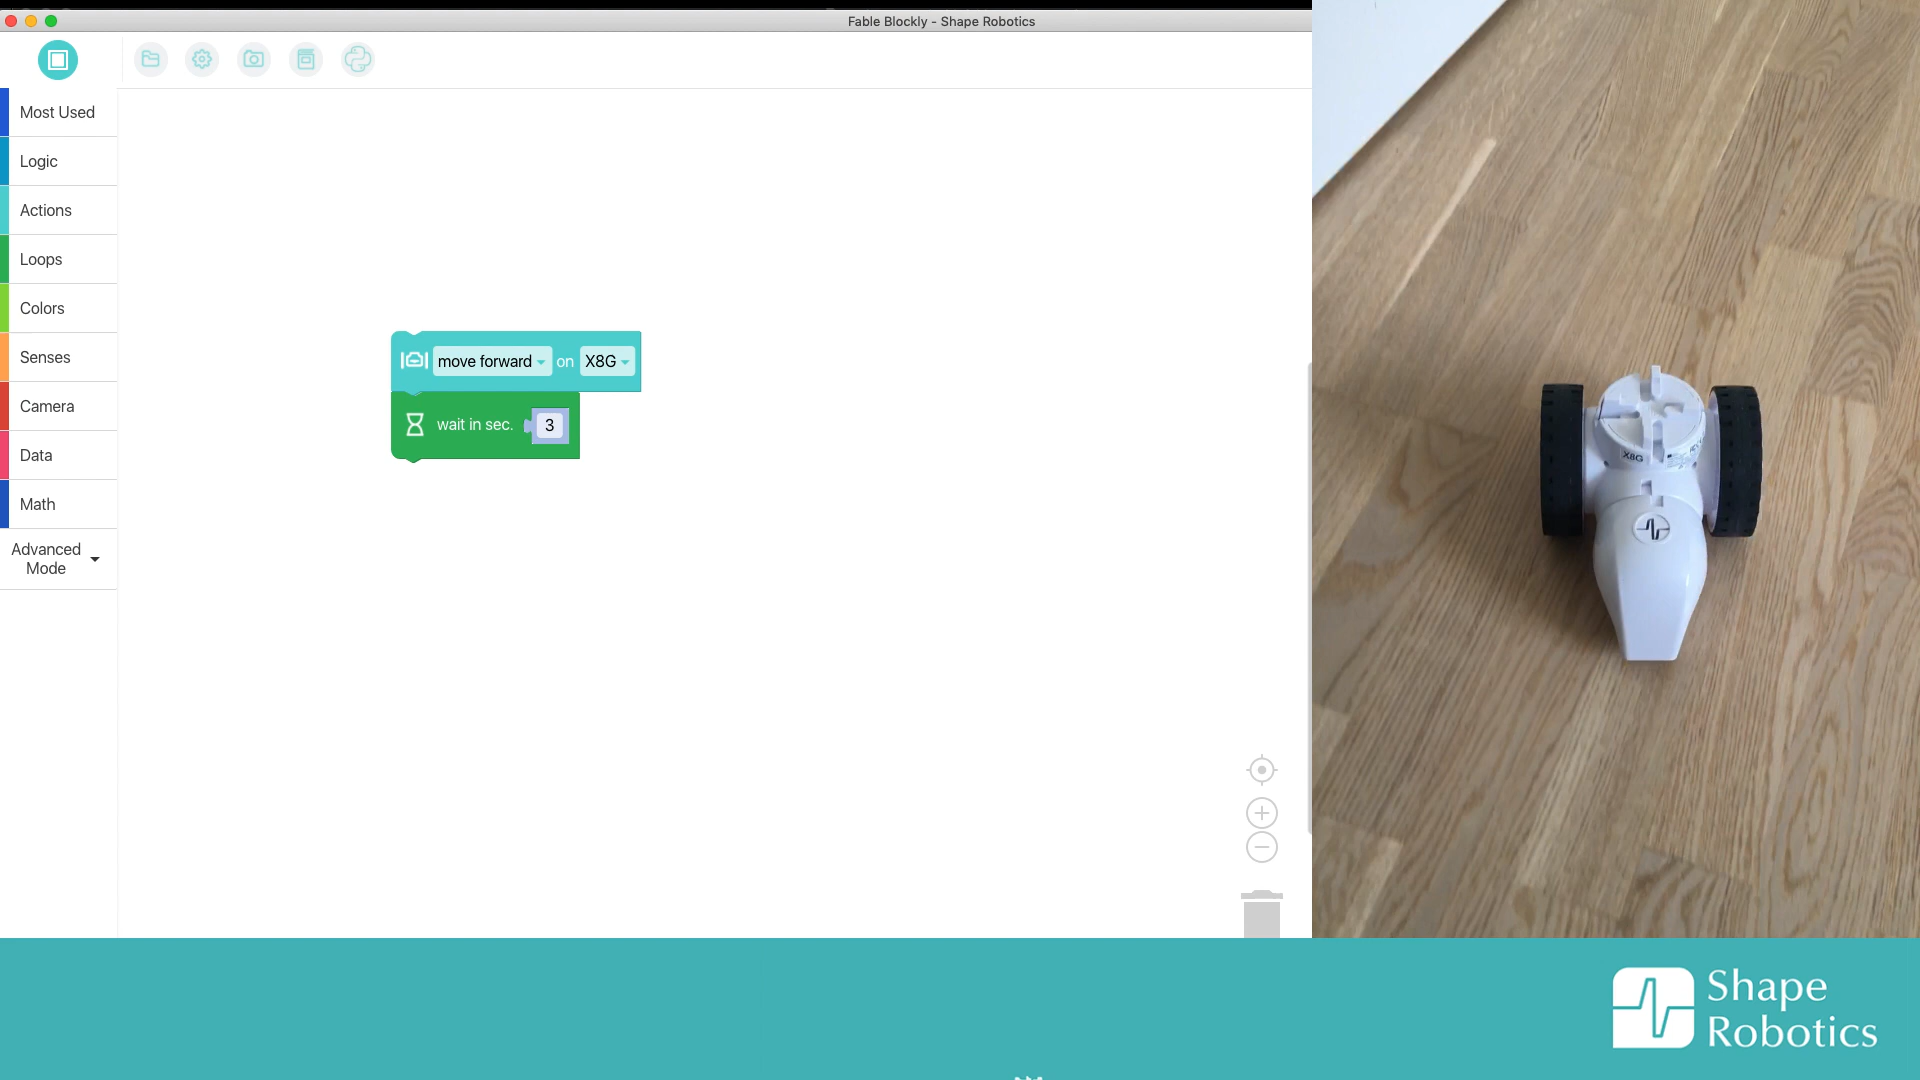 Fable Blockly - Shape Robotics
Most Used
Logic
Actions
Loops
Colors
Senses
Camera
Data
Math
Advanced
Mode
move forward on X8G
wait in sec. 3
X8G
Shape
Robotics